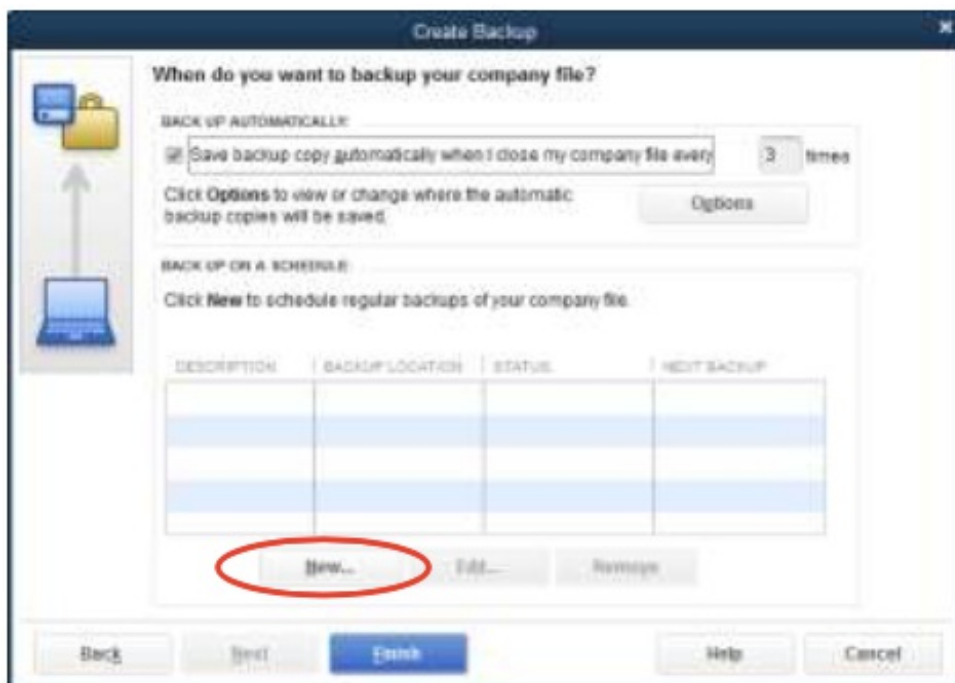 Create Backup
When do you want to backup your company file?
BACK UP AUTOMATICALLY:
Save backup copy automatically when I close my company file every 3 times
Click Options to view or change where the automatic
backup copies will be saved.
Options
BACK UP ON A SCHEDULE:
Click New to schedule regular backups of your company file.
DESCRIPTION BACKUP LOCATION STATUS NEXT BACKUP
New... Edit... Remove
Back Next Finish Help Cancel